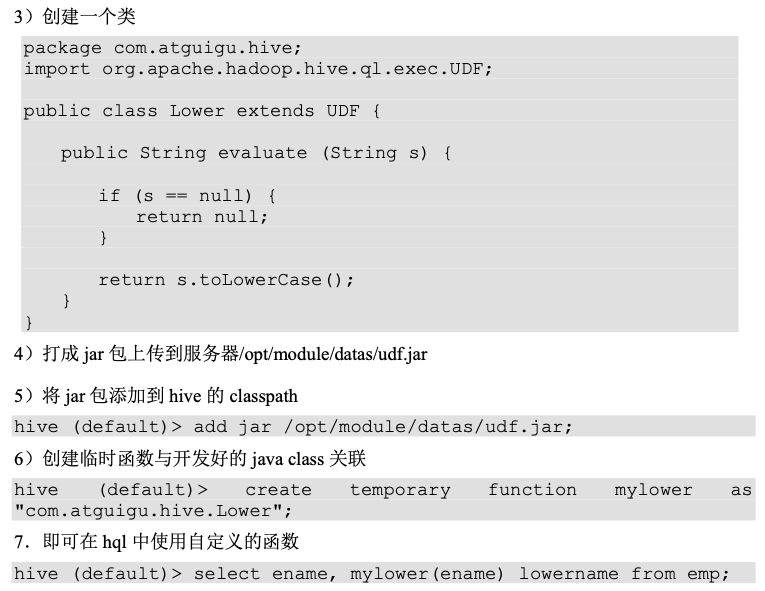 3）创建一个类
package com.atguigu.hive;
import org.apache.hadoop.hive.ql.exec.UDF;
public class Lower extends UDF {
public String evaluate (String s) {
if (s == null) {
return null;
}
return s.toLowerCase();
}
}
4）打成 jar 包上传到服务器/opt/module/datas/udf.jar
5）将 jar 包添加到 hive 的 classpath
hive (default)> add jar /opt/module/datas/udf.jar;
6）创建临时函数与开发好的 java class 关联
hive (default)> create temporary function mylower as
"com.atguigu.hive.Lower";
7．即可在 hql 中使用自定义的函数
hive (default)> select ename, mylower(ename) lowername from emp;